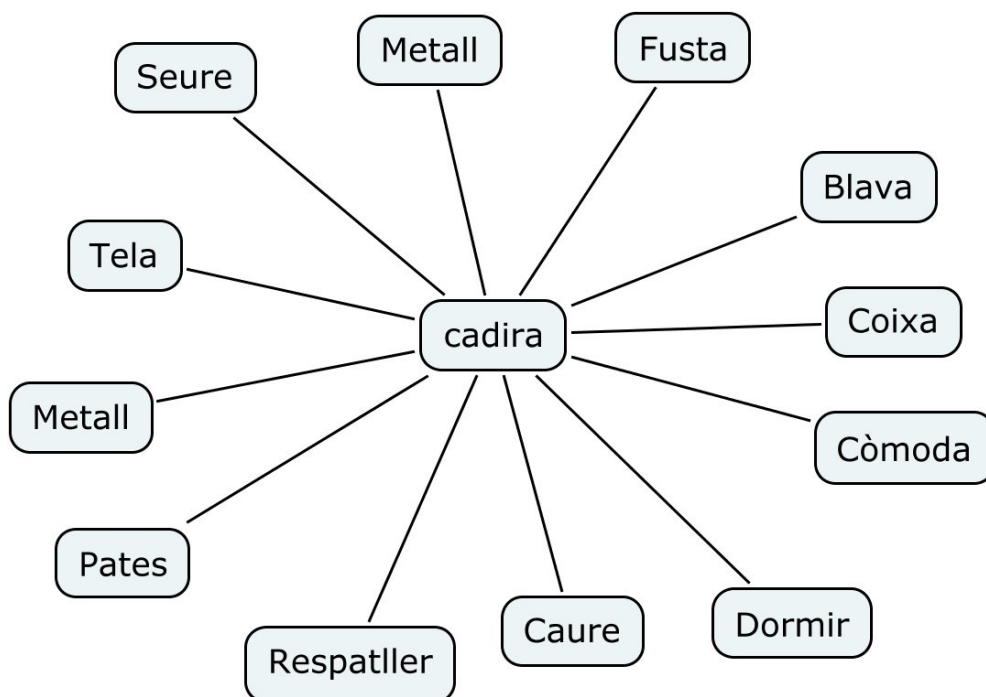 Metall
Fusta
Seure
Blava
Tela
Coixa
cadira
Metall
Còmoda
Pates
Caure
Dormir
Respatller